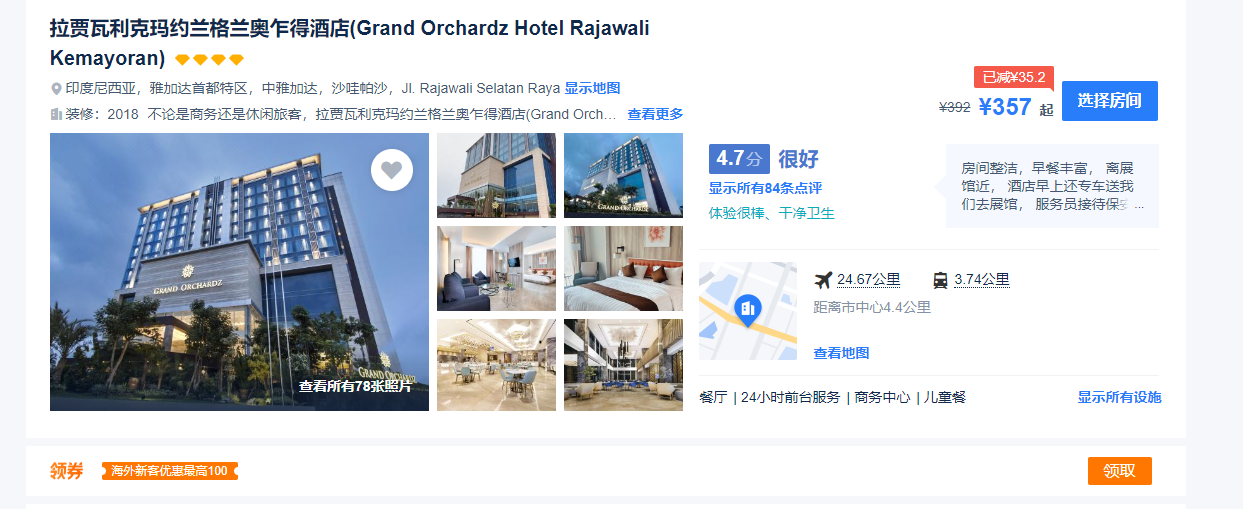 拉贾瓦利克玛约兰格兰奥乍得酒店(Grand Orchardz Hotel Rajawali
Kemayoran)
印度尼西亚，雅加达首都特区，中雅加达，沙哇帕沙，Jl. Rajawali Selatan Raya 显示地图
装修：2018 不论是商务还是休闲旅客，拉贾瓦利克玛约兰格兰奥乍得酒店(Grand Orch... 查看更多
已减¥35.2
¥392 ¥357 起
选择房间
GRAND ORCHARDZ
GRAND ORCHARDZ
查看所有78张照片
GRAND ORCHARDZ
4.7分 很好
显示所有84条点评
体验很棒、干净卫生
房间整洁，早餐丰富， 离展
馆近， 酒店早上还专车送我
们去展馆， 服务员接待保安 ...
24.67公里 3.74公里
距离市中心4.4公里
查看地图
餐厅 | 24小时前台服务 | 商务中心 | 儿童餐
显示所有设施
领券 海外新客优惠最高100
领取